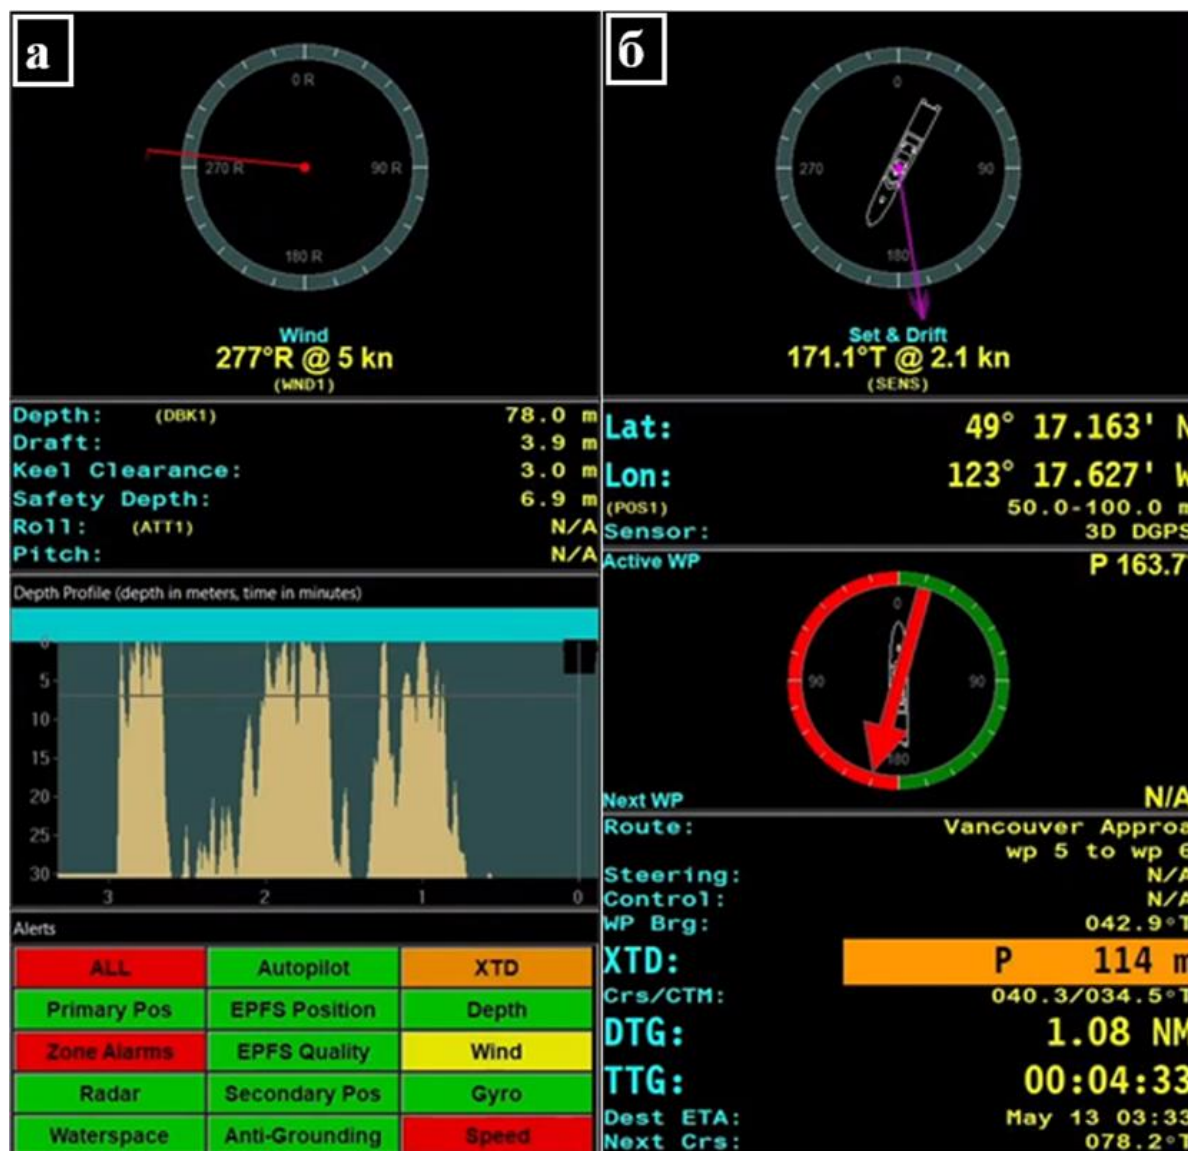 а
0 R
270 R
90 R
180 R
Wind
277°R @ 5 kn
(WND1)
Depth: (DBK1) 78.0 m
Draft: 3.9 m
Keel Clearance: 3.0 m
Safety Depth: 6.9 m
Roll: (ATT1) N/A
Pitch: N/A
Depth Profile (depth in meters, time in minutes)
0
5
10
15
20
25
30
3 2 1 0
Alerts
ALL Autopilot XTD
Primary Pos EPFS Position Depth
Zone Alarms EPFS Quality Wind
Radar Secondary Pos Gyro
Waterspace Anti-Grounding Speed
б
0
270 90
180
Set & Drift
171.1°T @ 2.1 kn
(SENS)
Lat: 49° 17.163' N
Lon: 123° 17.627' W
(POS1) 50.0-100.0 m
Sensor: 3D DGPS
Active WP P 163.7°
0
90 90
180
Next WP N/A
Route: Vancouver Approa
wp 5 to wp 6
Steering: N/A
Control: N/A
WP Brg: 042.9°T
XTD: P 114 m
Crs/CTM: 040.3/034.5°T
DTG: 1.08 NM
TTG: 00:04:33
Dest ETA: May 13 03:33
Next Crs: 078.2°T